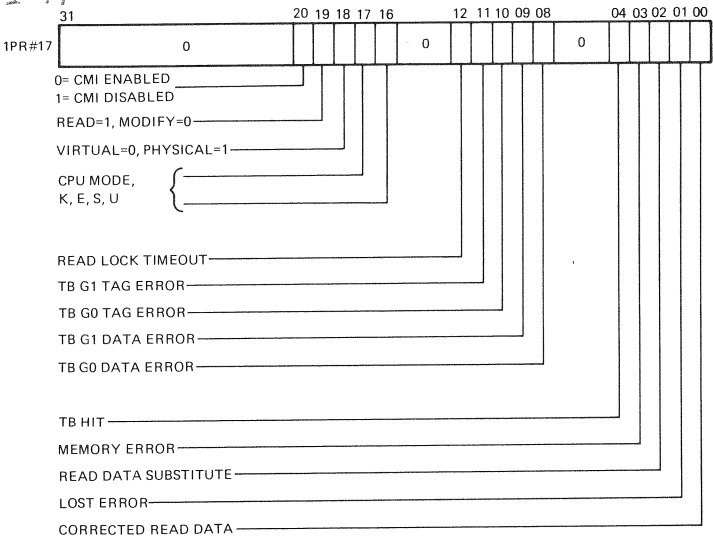 31 20 19 18 17 16 12 11 10 09 08 04 03 02 01 00
1PR#17 0 0 0
0= CMI ENABLED
1= CMI DISABLED
READ=1, MODIFY=0
VIRTUAL=0, PHYSICAL=1
CPU MODE,
K, E, S, U
READ LOCK TIMEOUT
TB G1 TAG ERROR
TB G0 TAG ERROR
TB G1 DATA ERROR
TB G0 DATA ERROR
TB HIT
MEMORY ERROR
READ DATA SUBSTITUTE
LOST ERROR
CORRECTED READ DATA